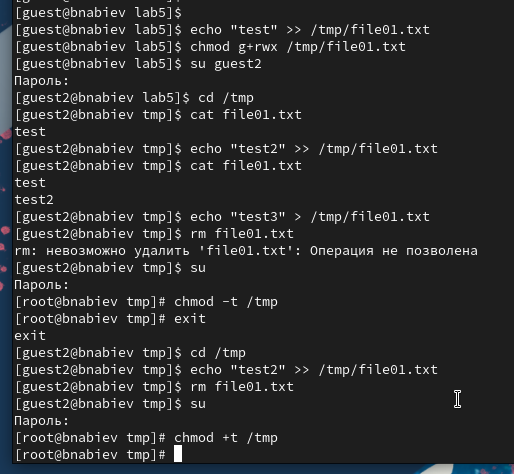 [guest@bnabiev lab5]$
[guest@bnabiev lab5]$ echo "test" >> /tmp/file01.txt
[guest@bnabiev lab5]$ chmod g+rwx /tmp/file01.txt
[guest@bnabiev lab5]$ su guest2
Пароль:
[guest2@bnabiev lab5]$ cd /tmp
[guest2@bnabiev tmp]$ cat file01.txt
test
[guest2@bnabiev tmp]$ echo "test2" >> /tmp/file01.txt
[guest2@bnabiev tmp]$ cat file01.txt
test
test2
[guest2@bnabiev tmp]$ echo "test3" > /tmp/file01.txt
[guest2@bnabiev tmp]$ rm file01.txt
rm: невозможно удалить 'file01.txt': Операция не позволена
[guest2@bnabiev tmp]$ su
Пароль:
[root@bnabiev tmp]# chmod -t /tmp
[root@bnabiev tmp]# exit
exit
[guest2@bnabiev tmp]$ cd /tmp
[guest2@bnabiev tmp]$ echo "test2" >> /tmp/file01.txt
[guest2@bnabiev tmp]$ rm file01.txt
[guest2@bnabiev tmp]$ su
Пароль:
[root@bnabiev tmp]# chmod +t /tmp
[root@bnabiev tmp]#